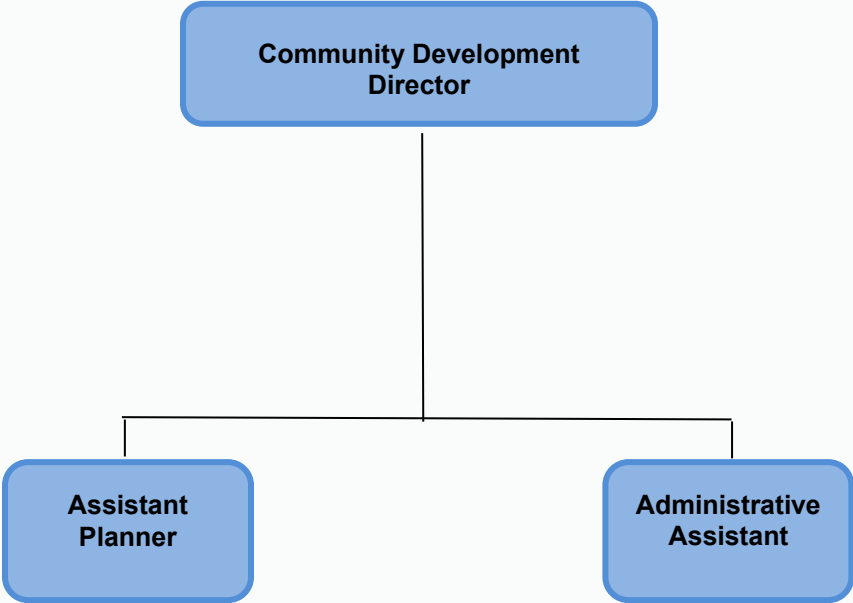 Community Development
Director
Assistant
Planner
Administrative
Assistant